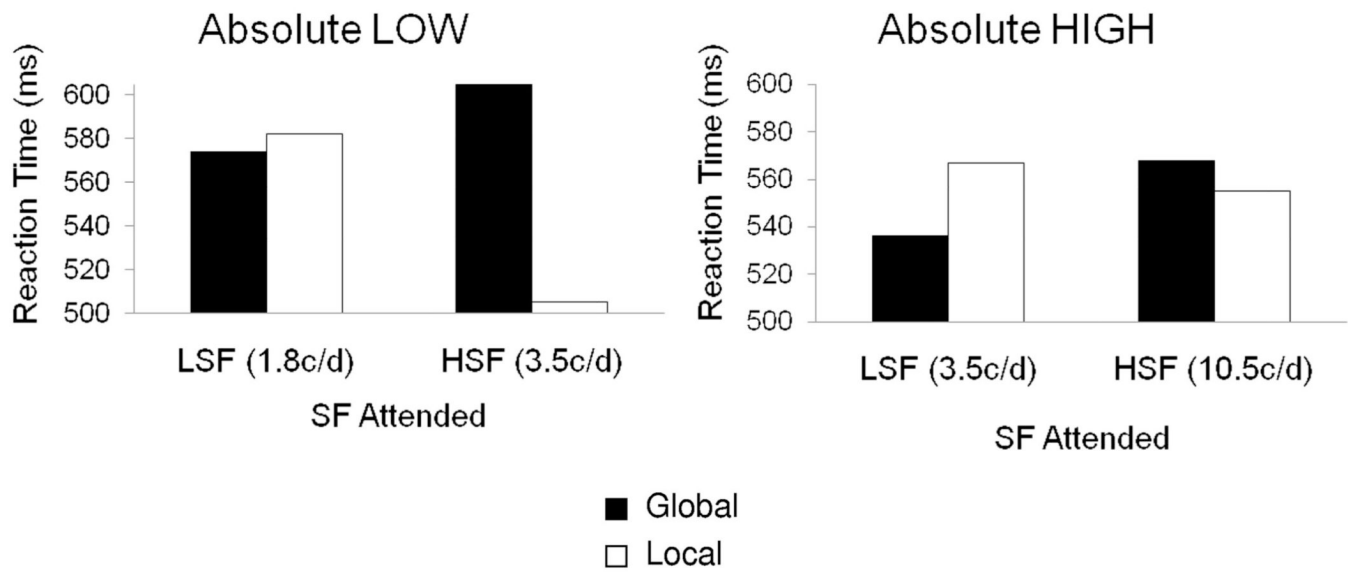 Absolute LOW
Reaction Time (ms)
600
580
560
540
520
500
LSF (1.8c/d)
HSF (3.5c/d)
SF Attended
Absolute HIGH
Reaction Time (ms)
600
580
560
540
520
500
LSF (3.5c/d)
HSF (10.5c/d)
SF Attended
Global
Local